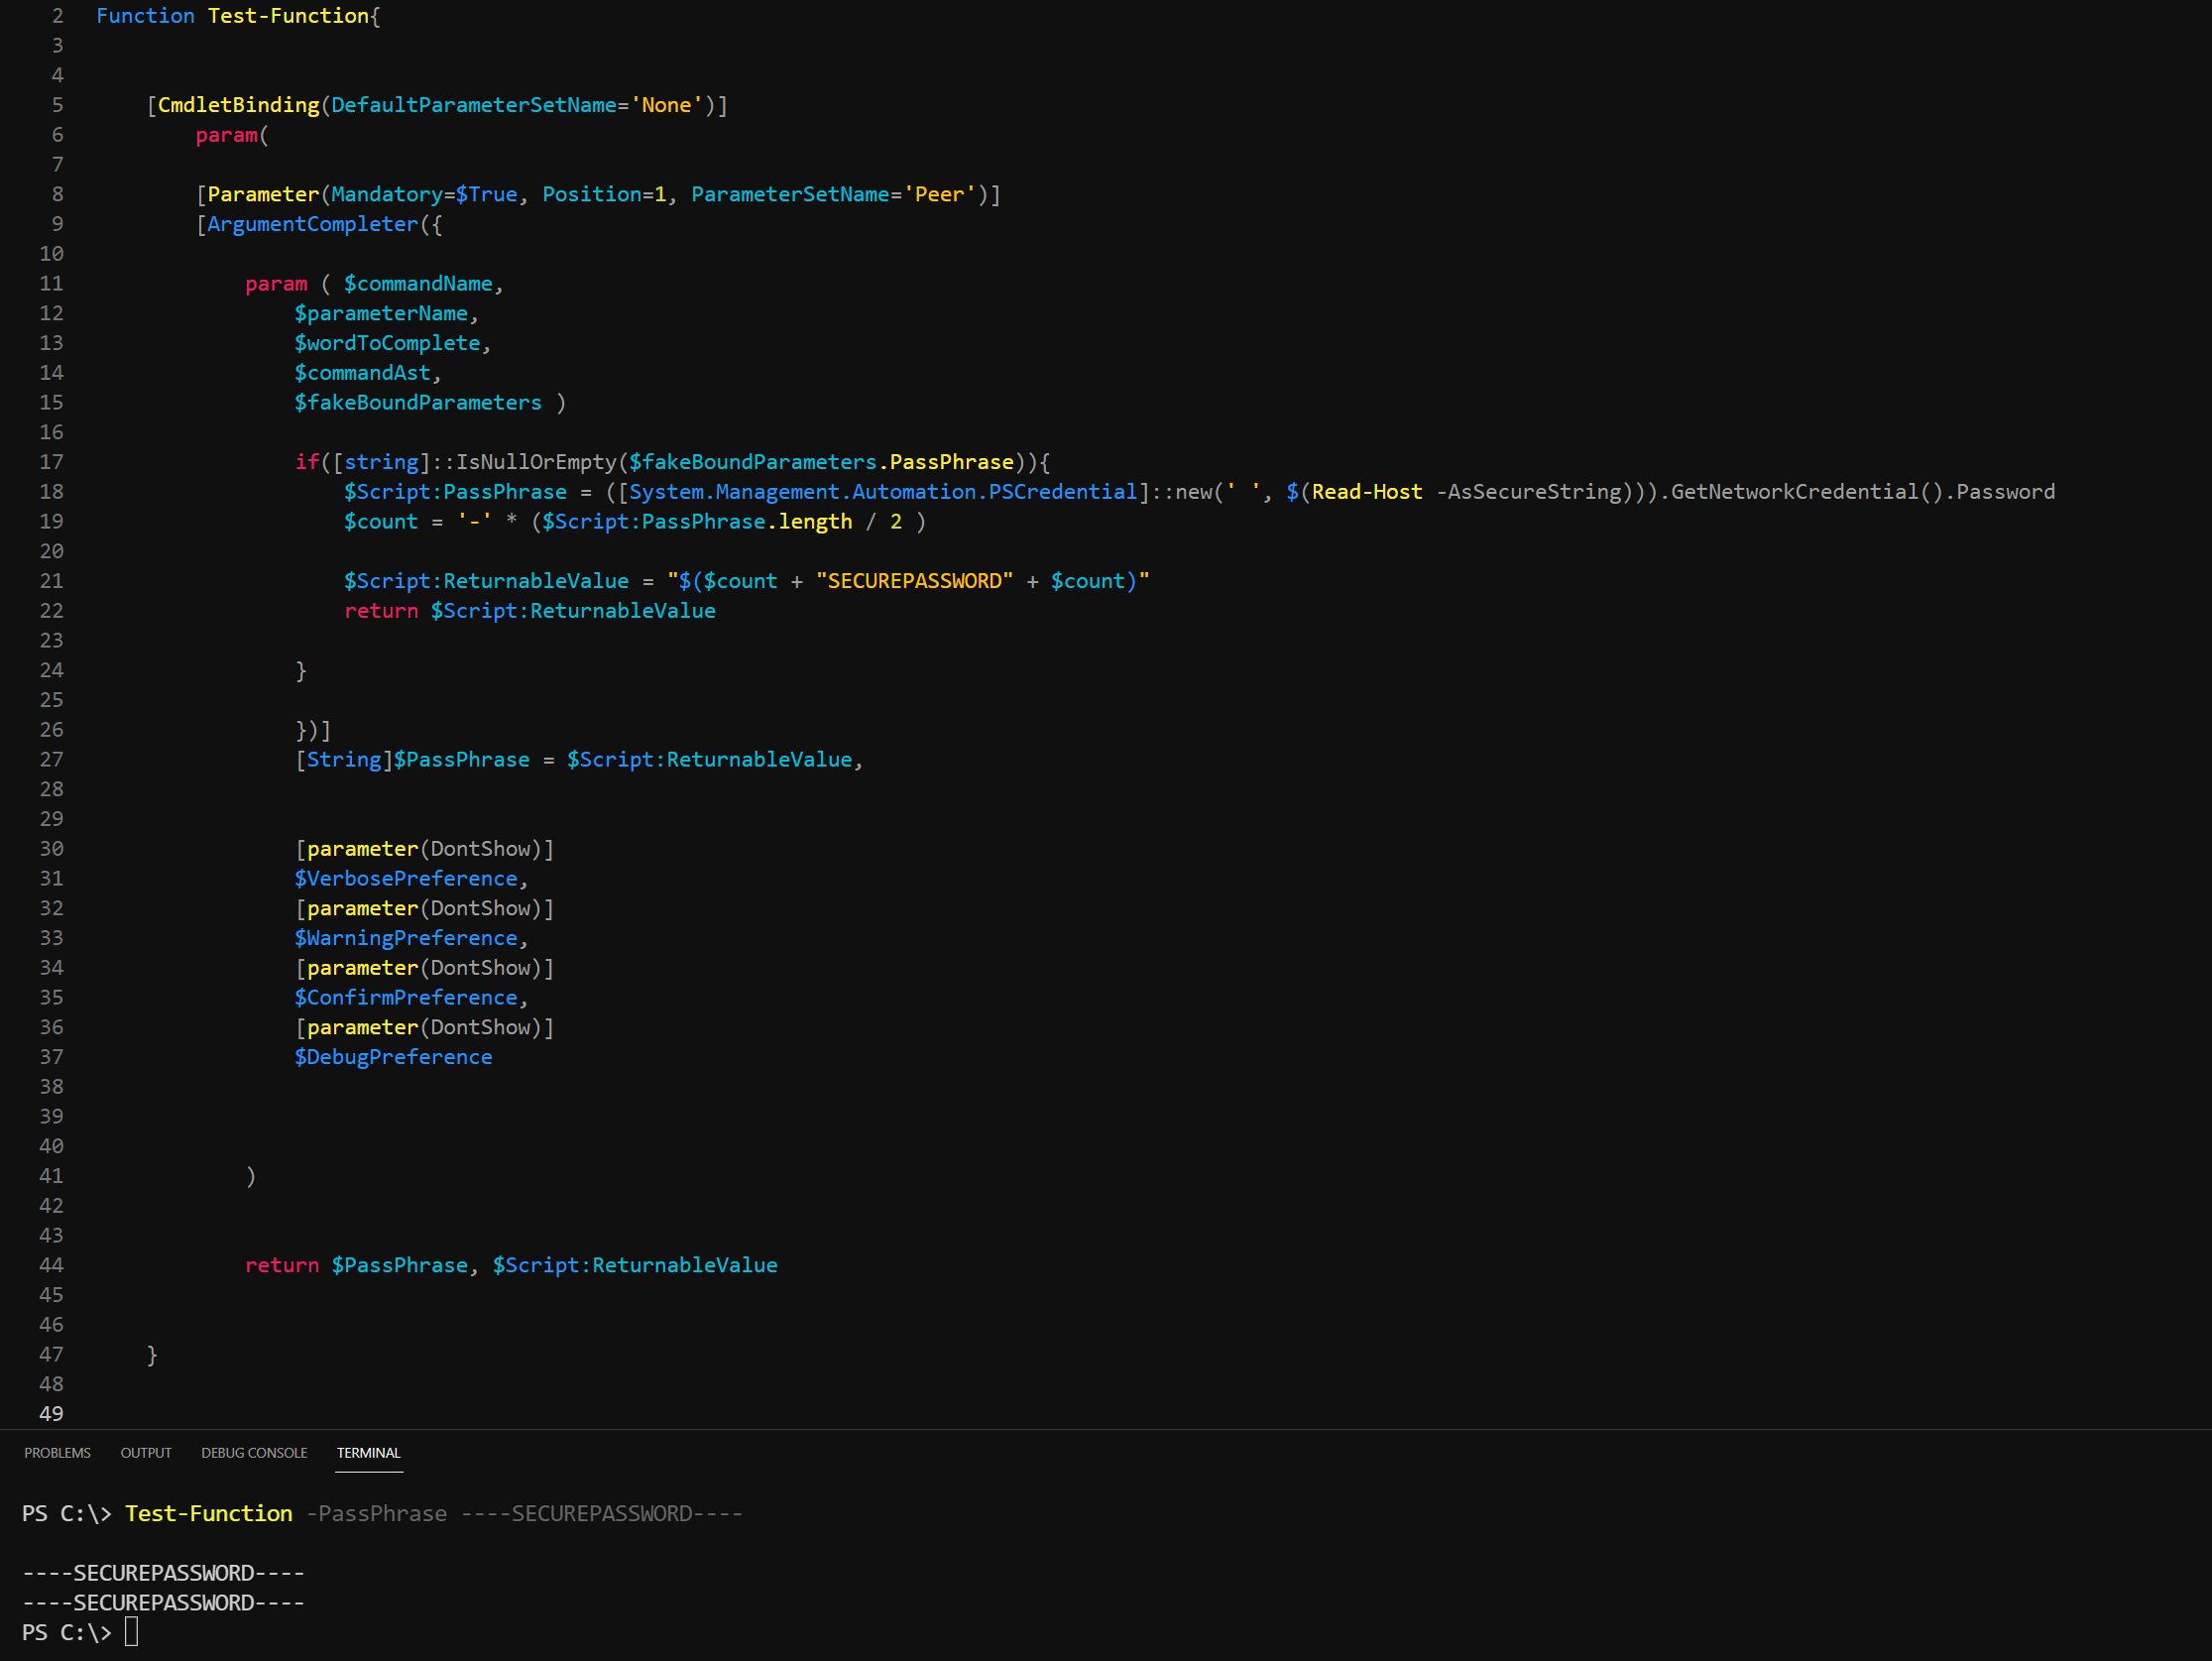 2 Function Test-Function{
3
4
5 [CmdletBinding(DefaultParameterSetName='None')]
6 param(
7
8 [Parameter(Mandatory=$True, Position=1, ParameterSetName='Peer')]
9 [ArgumentCompleter({
10
11 param ( $commandName,
12 $parameterName,
13 $wordToComplete,
14 $commandAst,
15 $fakeBoundParameters )
16
17 if([string]::IsNullOrEmpty($fakeBoundParameters.PassPhrase)){
18 $Script:PassPhrase = ([System.Management.Automation.PSCredential]::new(' ', $(Read-Host -AsSecureString))).GetNetworkCredential().Password
19 $count = '-' * ($Script:PassPhrase.length / 2 )
20
21 $Script:ReturnableValue = "$($count + "SECUREPASSWORD" + $count)"
22 return $Script:ReturnableValue
23
24 }
25
26 })]
27 [String]$PassPhrase = $Script:ReturnableValue,
28
29
30 [parameter(DontShow)]
31 $VerbosePreference,
32 [parameter(DontShow)]
33 $WarningPreference,
34 [parameter(DontShow)]
35 $ConfirmPreference,
36 [parameter(DontShow)]
37 $DebugPreference
38
39
40
41 )
42
43
44 return $PassPhrase, $Script:ReturnableValue
45
46
47 }
48
49
PROBLEMS OUTPUT DEBUG CONSOLE TERMINAL
PS C:\> Test-Function -PassPhrase ----SECUREPASSWORD----
----SECUREPASSWORD----
----SECUREPASSWORD----
PS C:\>